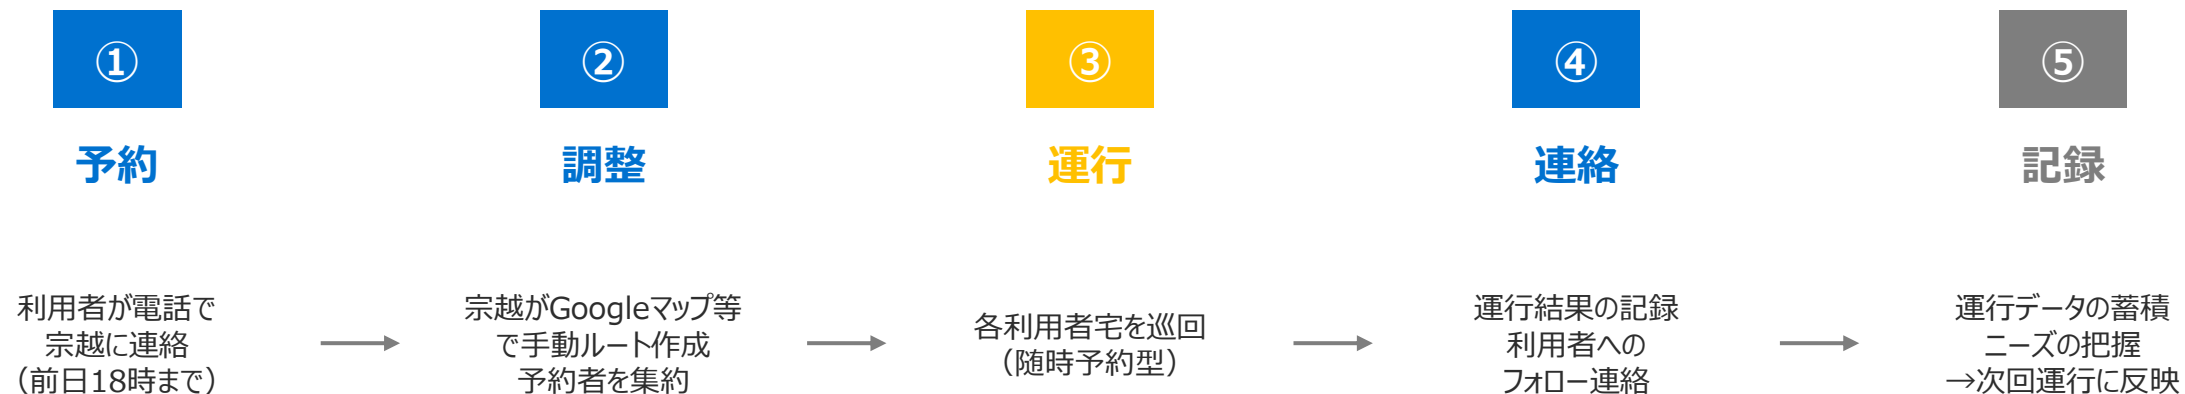 ①
予約
利用者が電話で
宗越に連絡
（前日18時まで）
②
調整
宗越がGoogleマップ等
で手動ルート作成
予約者を集約
③
運行
各利用者宅を巡回
（随時予約型）
④
連絡
運行結果の記録
利用者への
フォロー連絡
⑤
記録
運行データの蓄積
ニーズの把握
→次回運行に反映